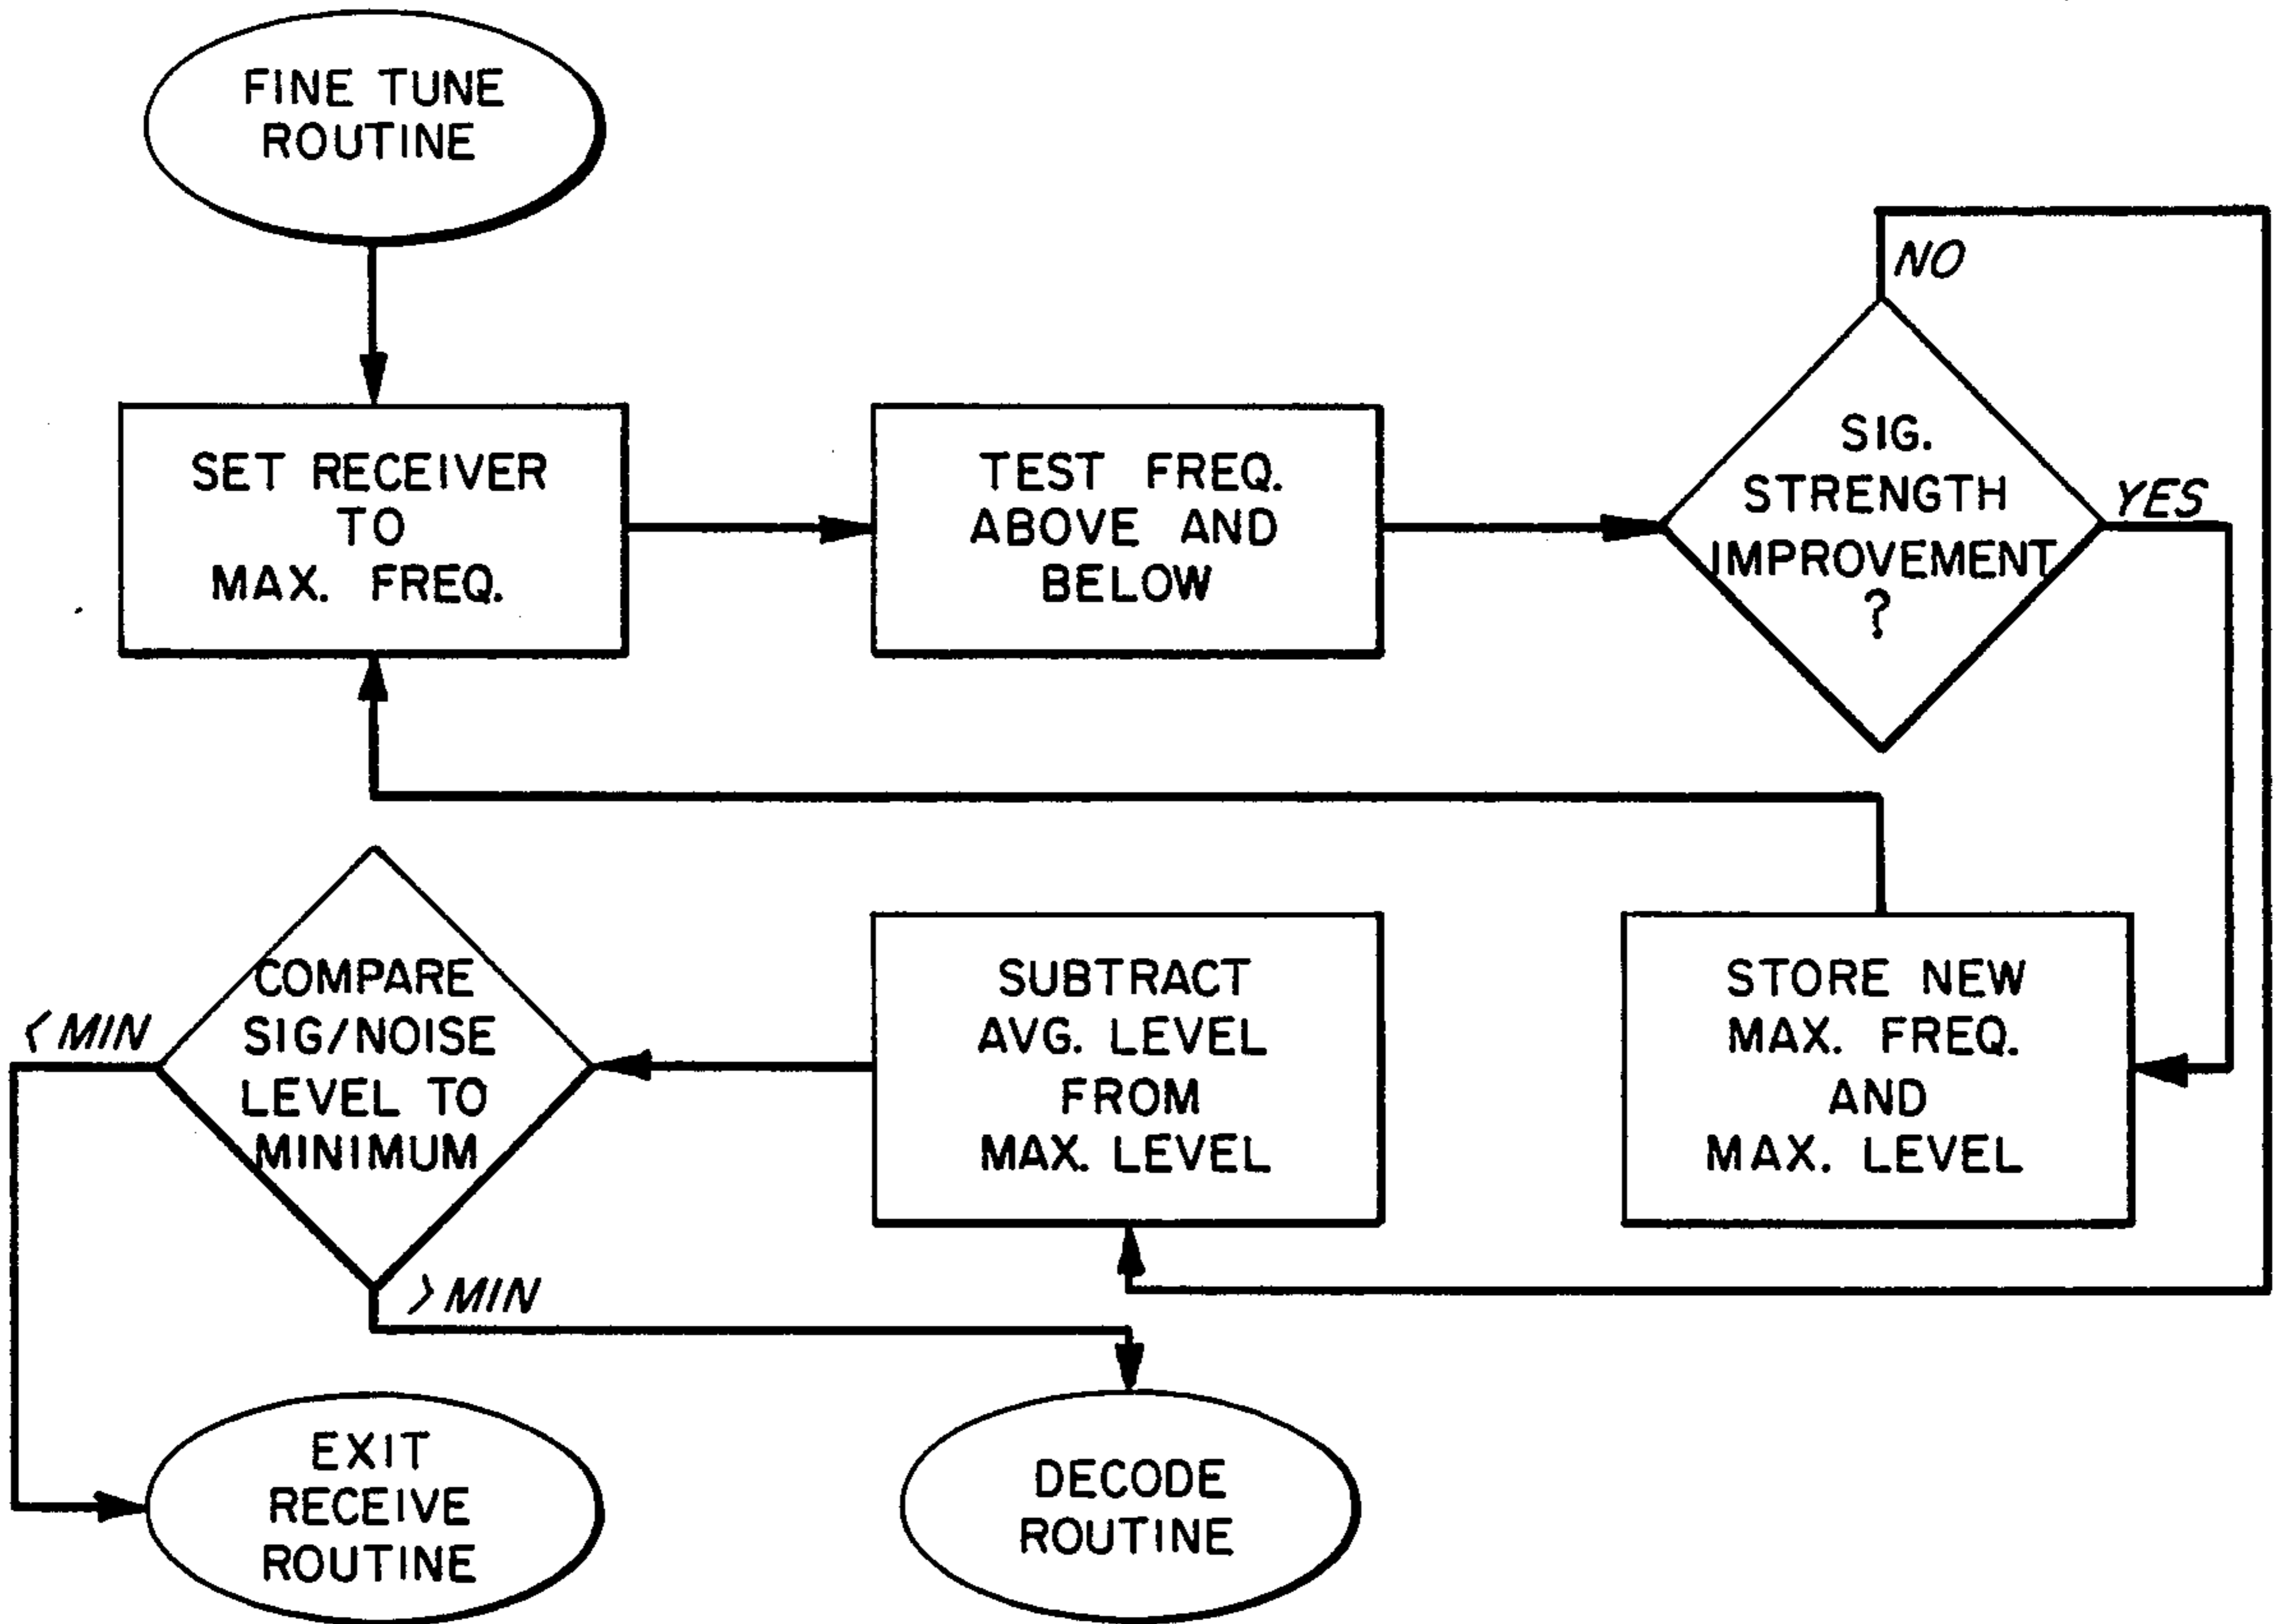 FINE TUNE
ROUTINE
NO
SET RECEIVER
TO
MAX. FREQ.
TEST FREQ.
ABOVE AND
BELOW
SIG.
STRENGTH
IMPROVEMENT
?
YES
COMPARE
SIG/NOISE
LEVEL TO
MINIMUM
< MIN
> MIN
SUBTRACT
AVG. LEVEL
FROM
MAX. LEVEL
STORE NEW
MAX. FREQ.
AND
MAX. LEVEL
EXIT
RECEIVE
ROUTINE
DECODE
ROUTINE